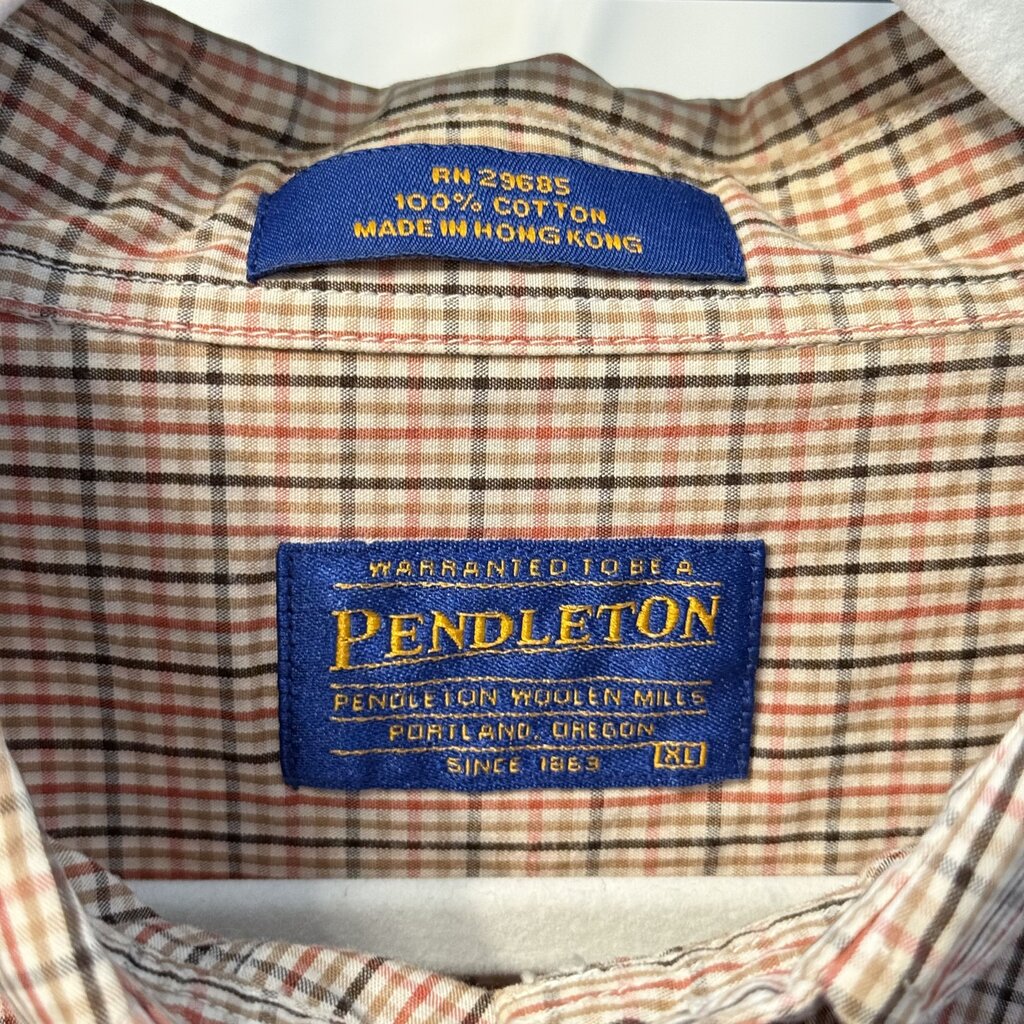 RN 29685
100% COTTON
MADE IN HONG KONG
WARRANTED TO BE A
PENDLETON
PENDLETON WOOLEN MILLS
PORTLAND, OREGON
SINCE 1863
XL